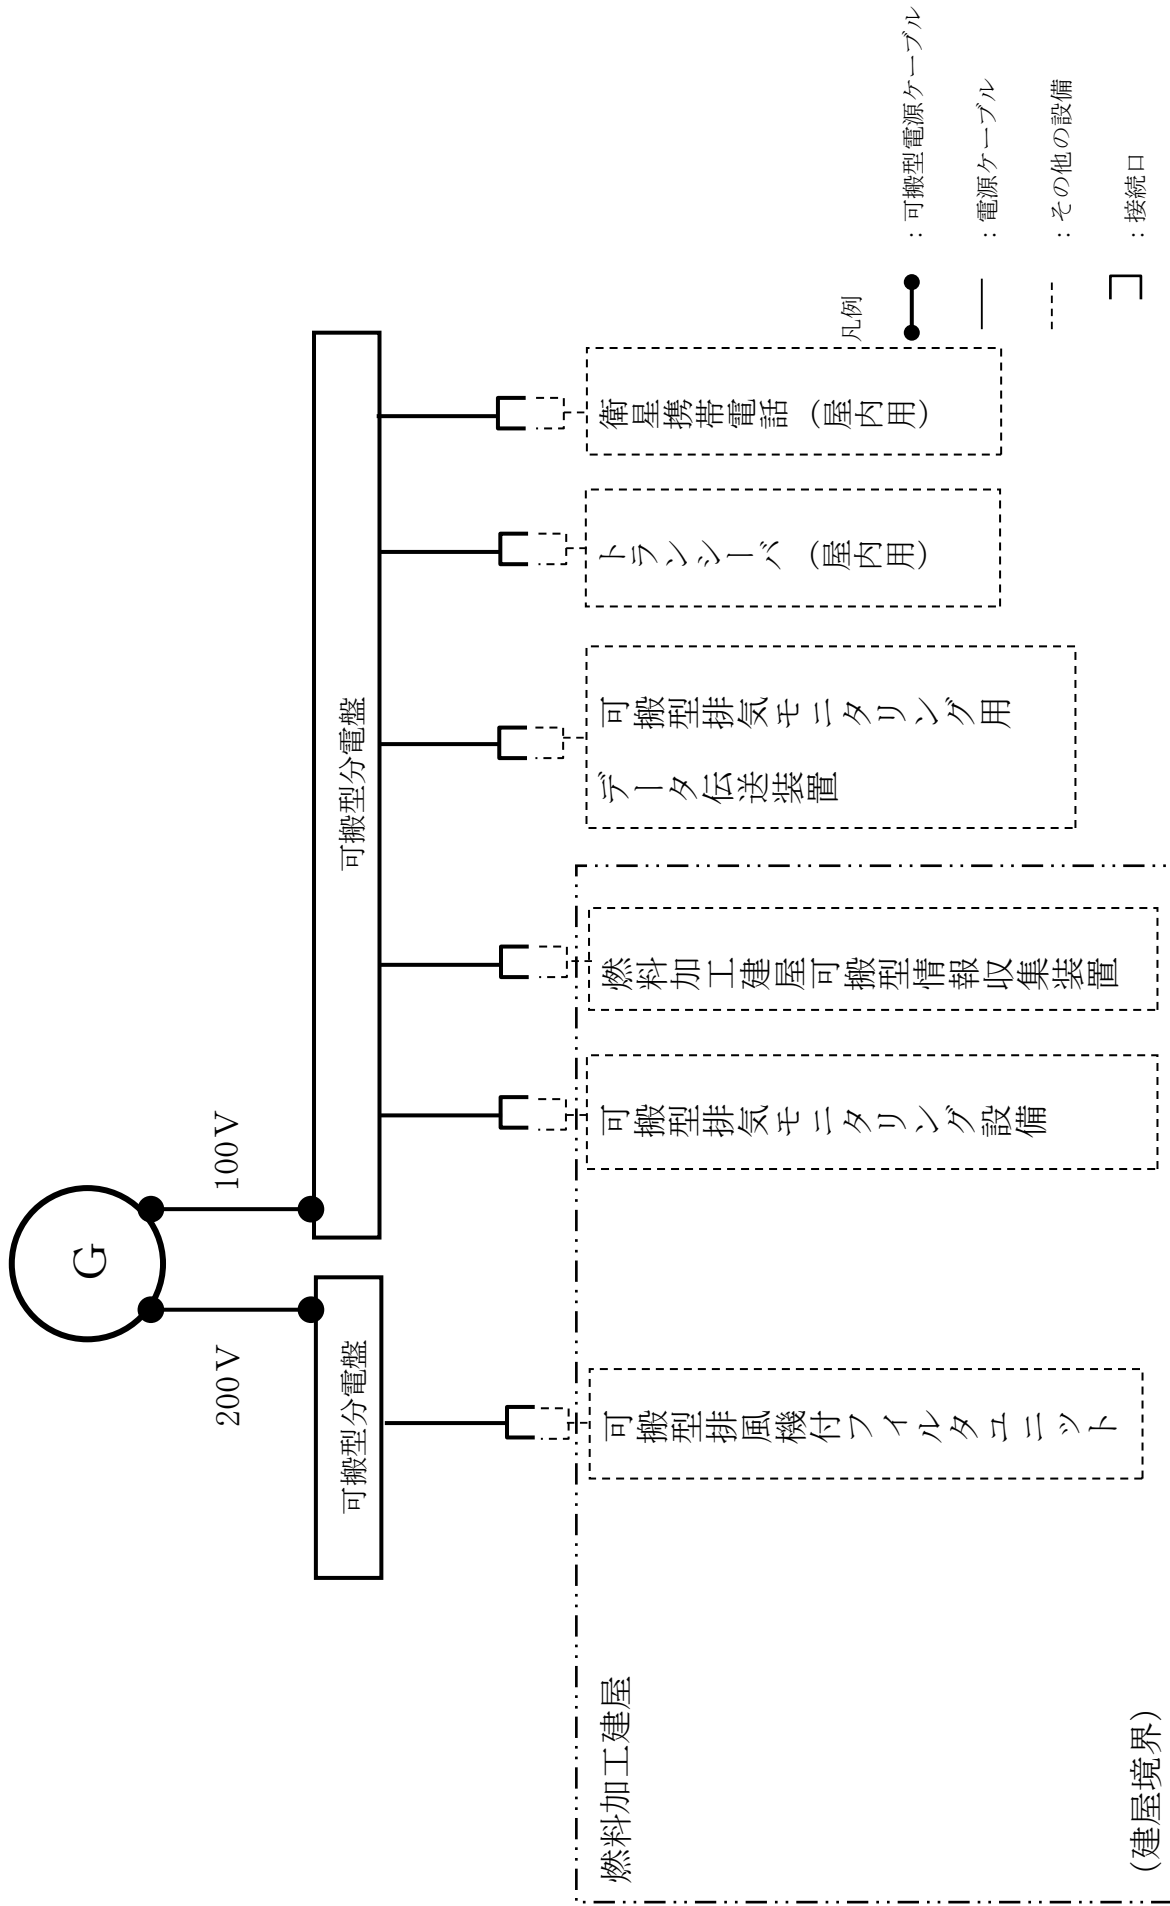 G
200V
100V
可搬型分電盤
可搬型分電盤
可搬型排風機付フィルタユニット
可搬型排気モニタリング設備
燃料加工建屋可搬型情報収集装置
可搬型排気モニタリング用
データ伝送装置
トランシーバ（屋内用）
衛星携帯電話（屋内用）
燃料加工建屋
（建屋境界）
凡例
：可搬型電源ケーブル
：電源ケーブル
：その他の設備
：接続口